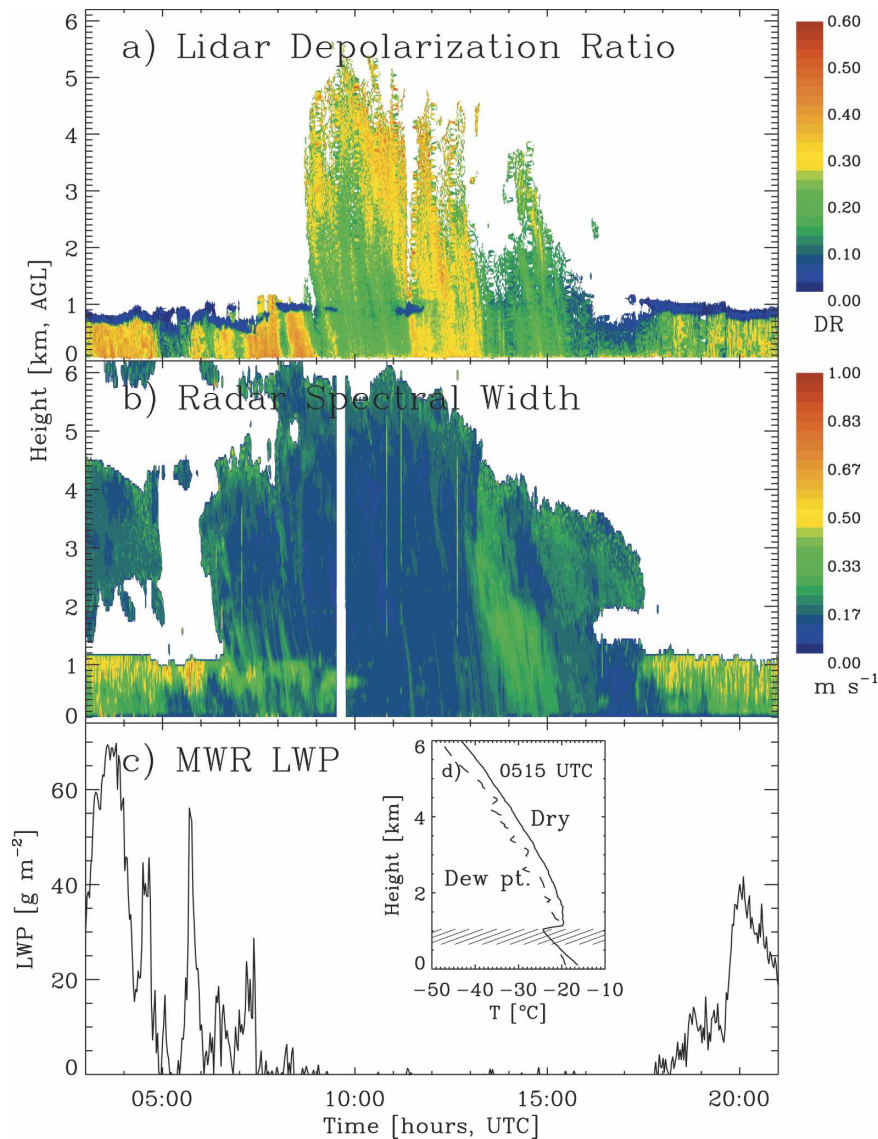 a) Lidar Depolarization Ratio
6
5
4
3
2
1
0
0.60
0.50
0.40
0.30
0.20
0.10
0.00
DR
Height [km, AGL]
b) Radar Spectral Width
6
5
4
3
2
1
0
1.00
0.83
0.67
0.50
0.33
0.17
0.00
m s⁻¹
c) MWR LWP
LWP [g m⁻²]
60
40
20
0
d) 0515 UTC
Dry
Dew pt.
Height [km]
6
4
2
0
-50 -40 -30 -20 -10
T [°C]
05:00 10:00 15:00 20:00
Time [hours, UTC]